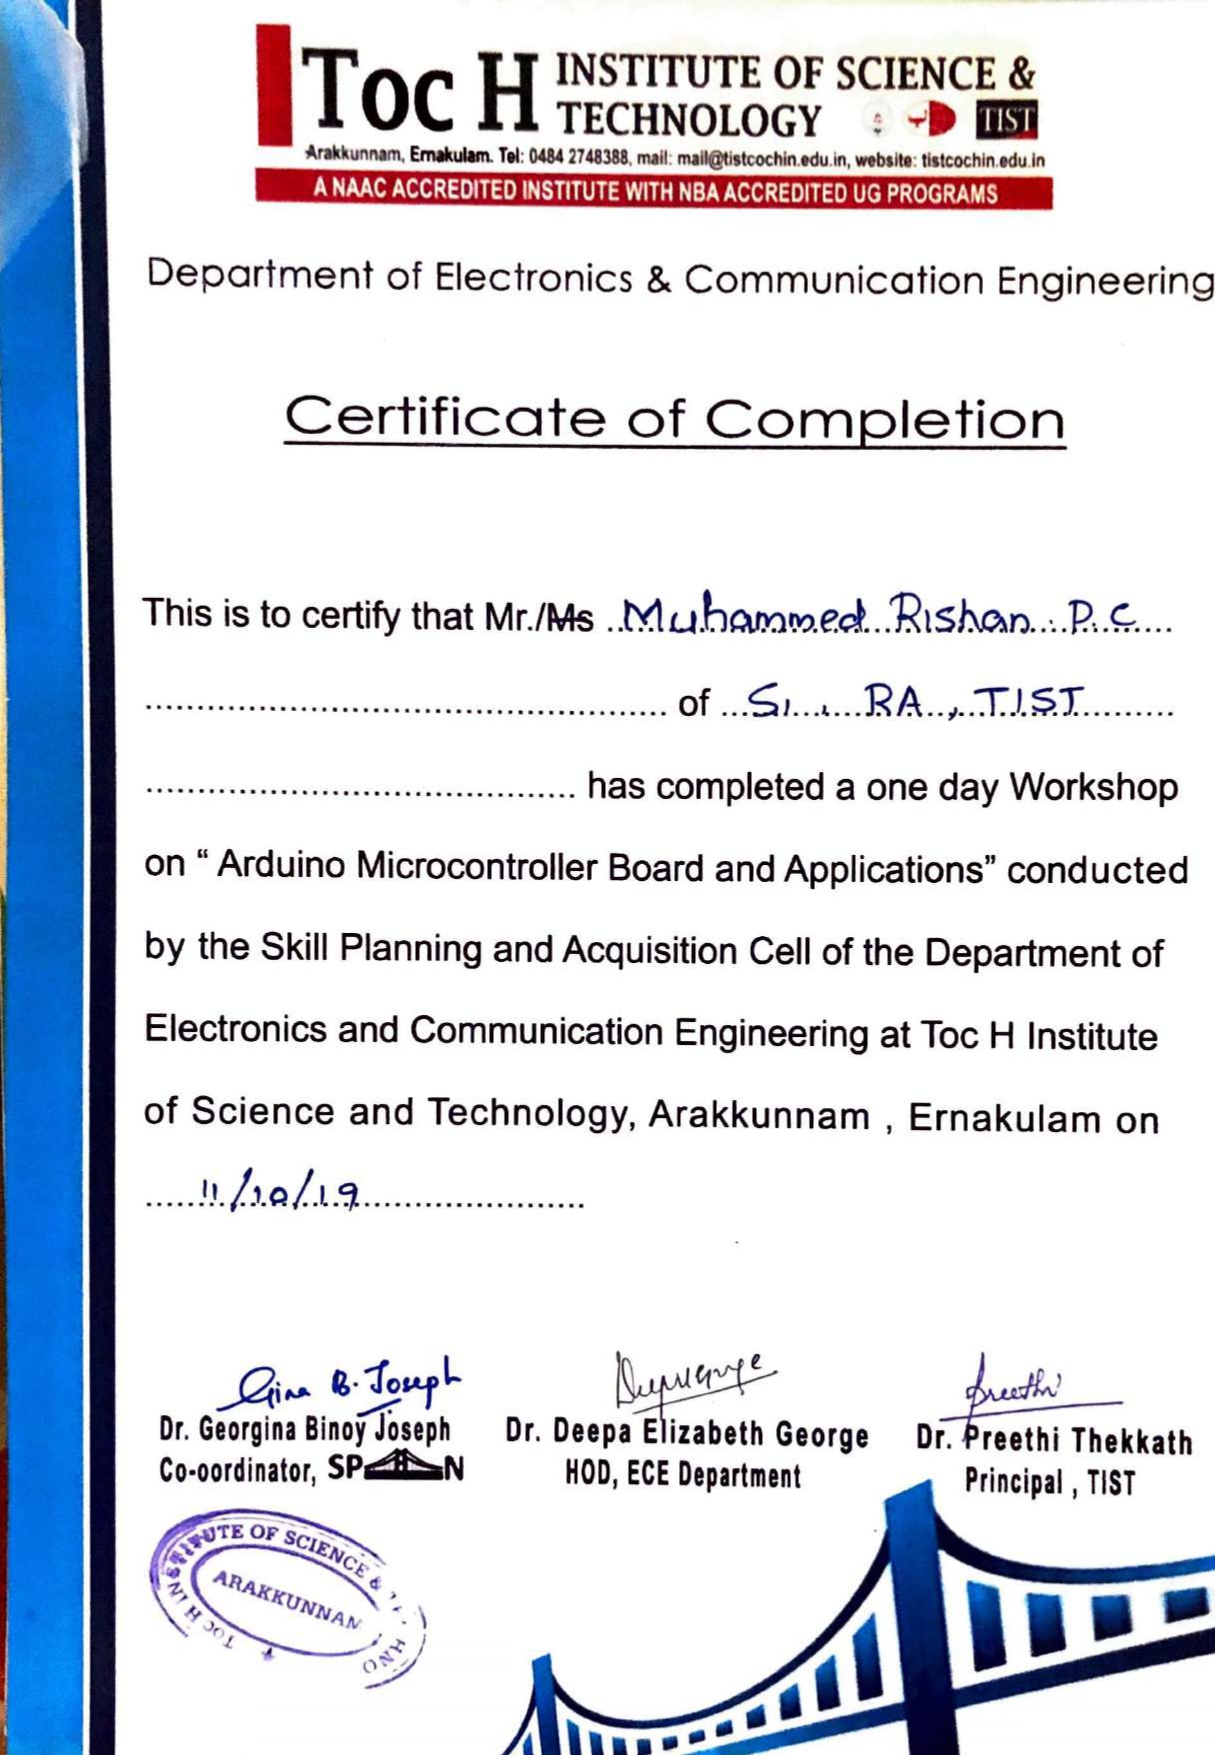 Toc H INSTITUTE OF SCIENCE &
TECHNOLOGY TIST
Arakkunnam, Ernakulam. Tel: 0484 2748388, mail: mail@tistcochin.edu.in, website: tistcochin.edu.in
A NAAC ACCREDITED INSTITUTE WITH NBA ACCREDITED UG PROGRAMS
Department of Electronics & Communication Engineering
Certificate of Completion
This is to certify that Mr./Ms Muhammed Rishan. P.C
of S1, RA, TIST
has completed a one day Workshop
on “ Arduino Microcontroller Board and Applications” conducted
by the Skill Planning and Acquisition Cell of the Department of
Electronics and Communication Engineering at Toc H Institute
of Science and Technology, Arakkunnam , Ernakulam on
11/10/19
Gina B. Joseph
Preethi
Dr. Georgina Binoy Joseph
Dr. Deepa Elizabeth George
Dr. Preethi Thekkath
Co-oordinator, SPAN
HOD, ECE Department
Principal , TIST
TOC H INSTITUTE OF SCIENCE &
ARAKKUNNAM